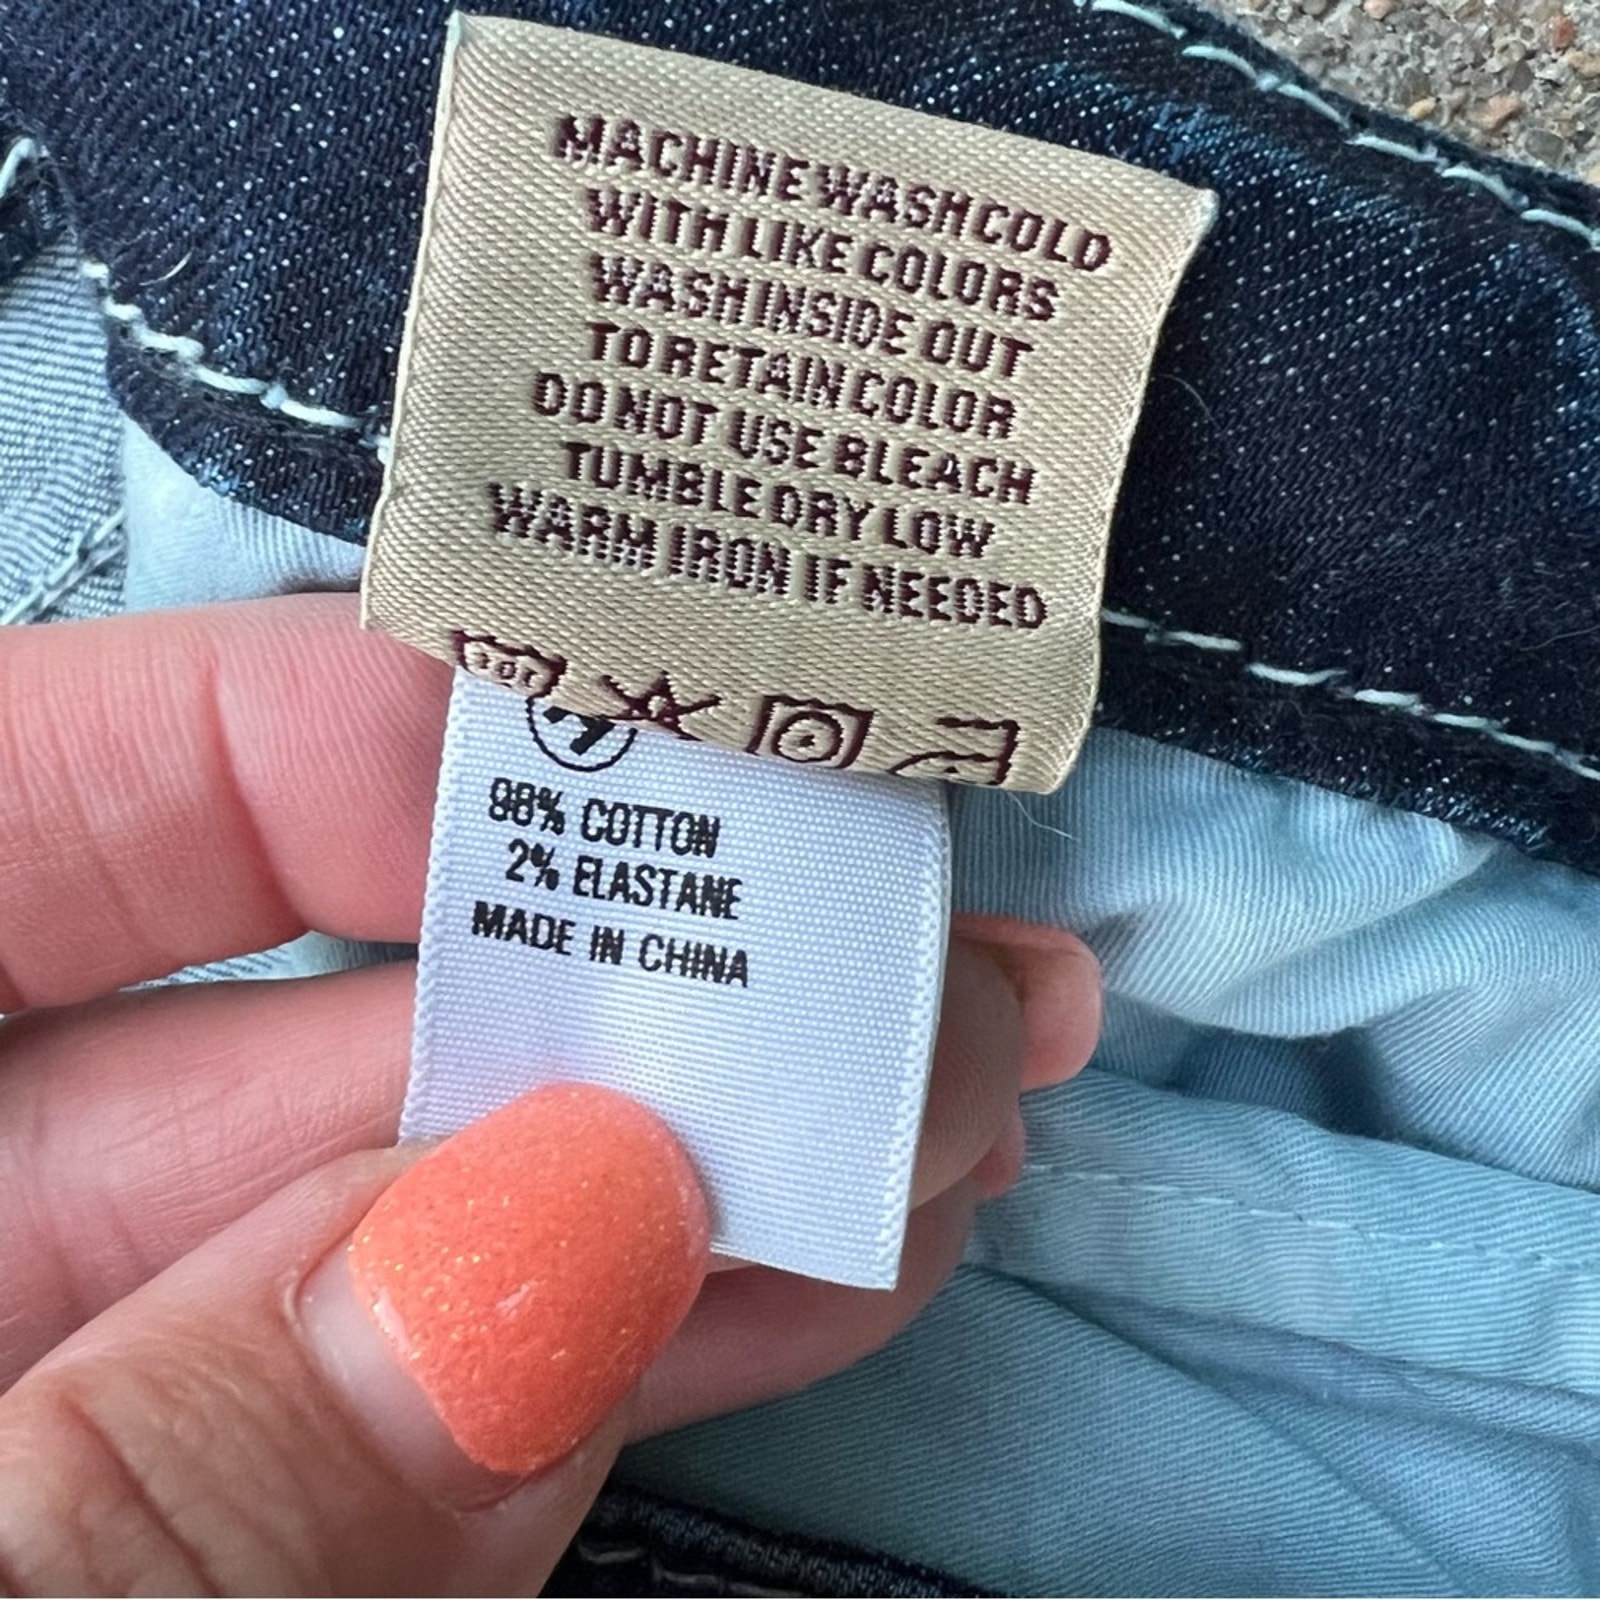 MACHINE WASH COLD
WITH LIKE COLORS
WASH INSIDE OUT
TO RETAIN COLOR
DO NOT USE BLEACH
TUMBLE DRY LOW
WARM IRON IF NEEDED
98% COTTON
2% ELASTANE
MADE IN CHINA